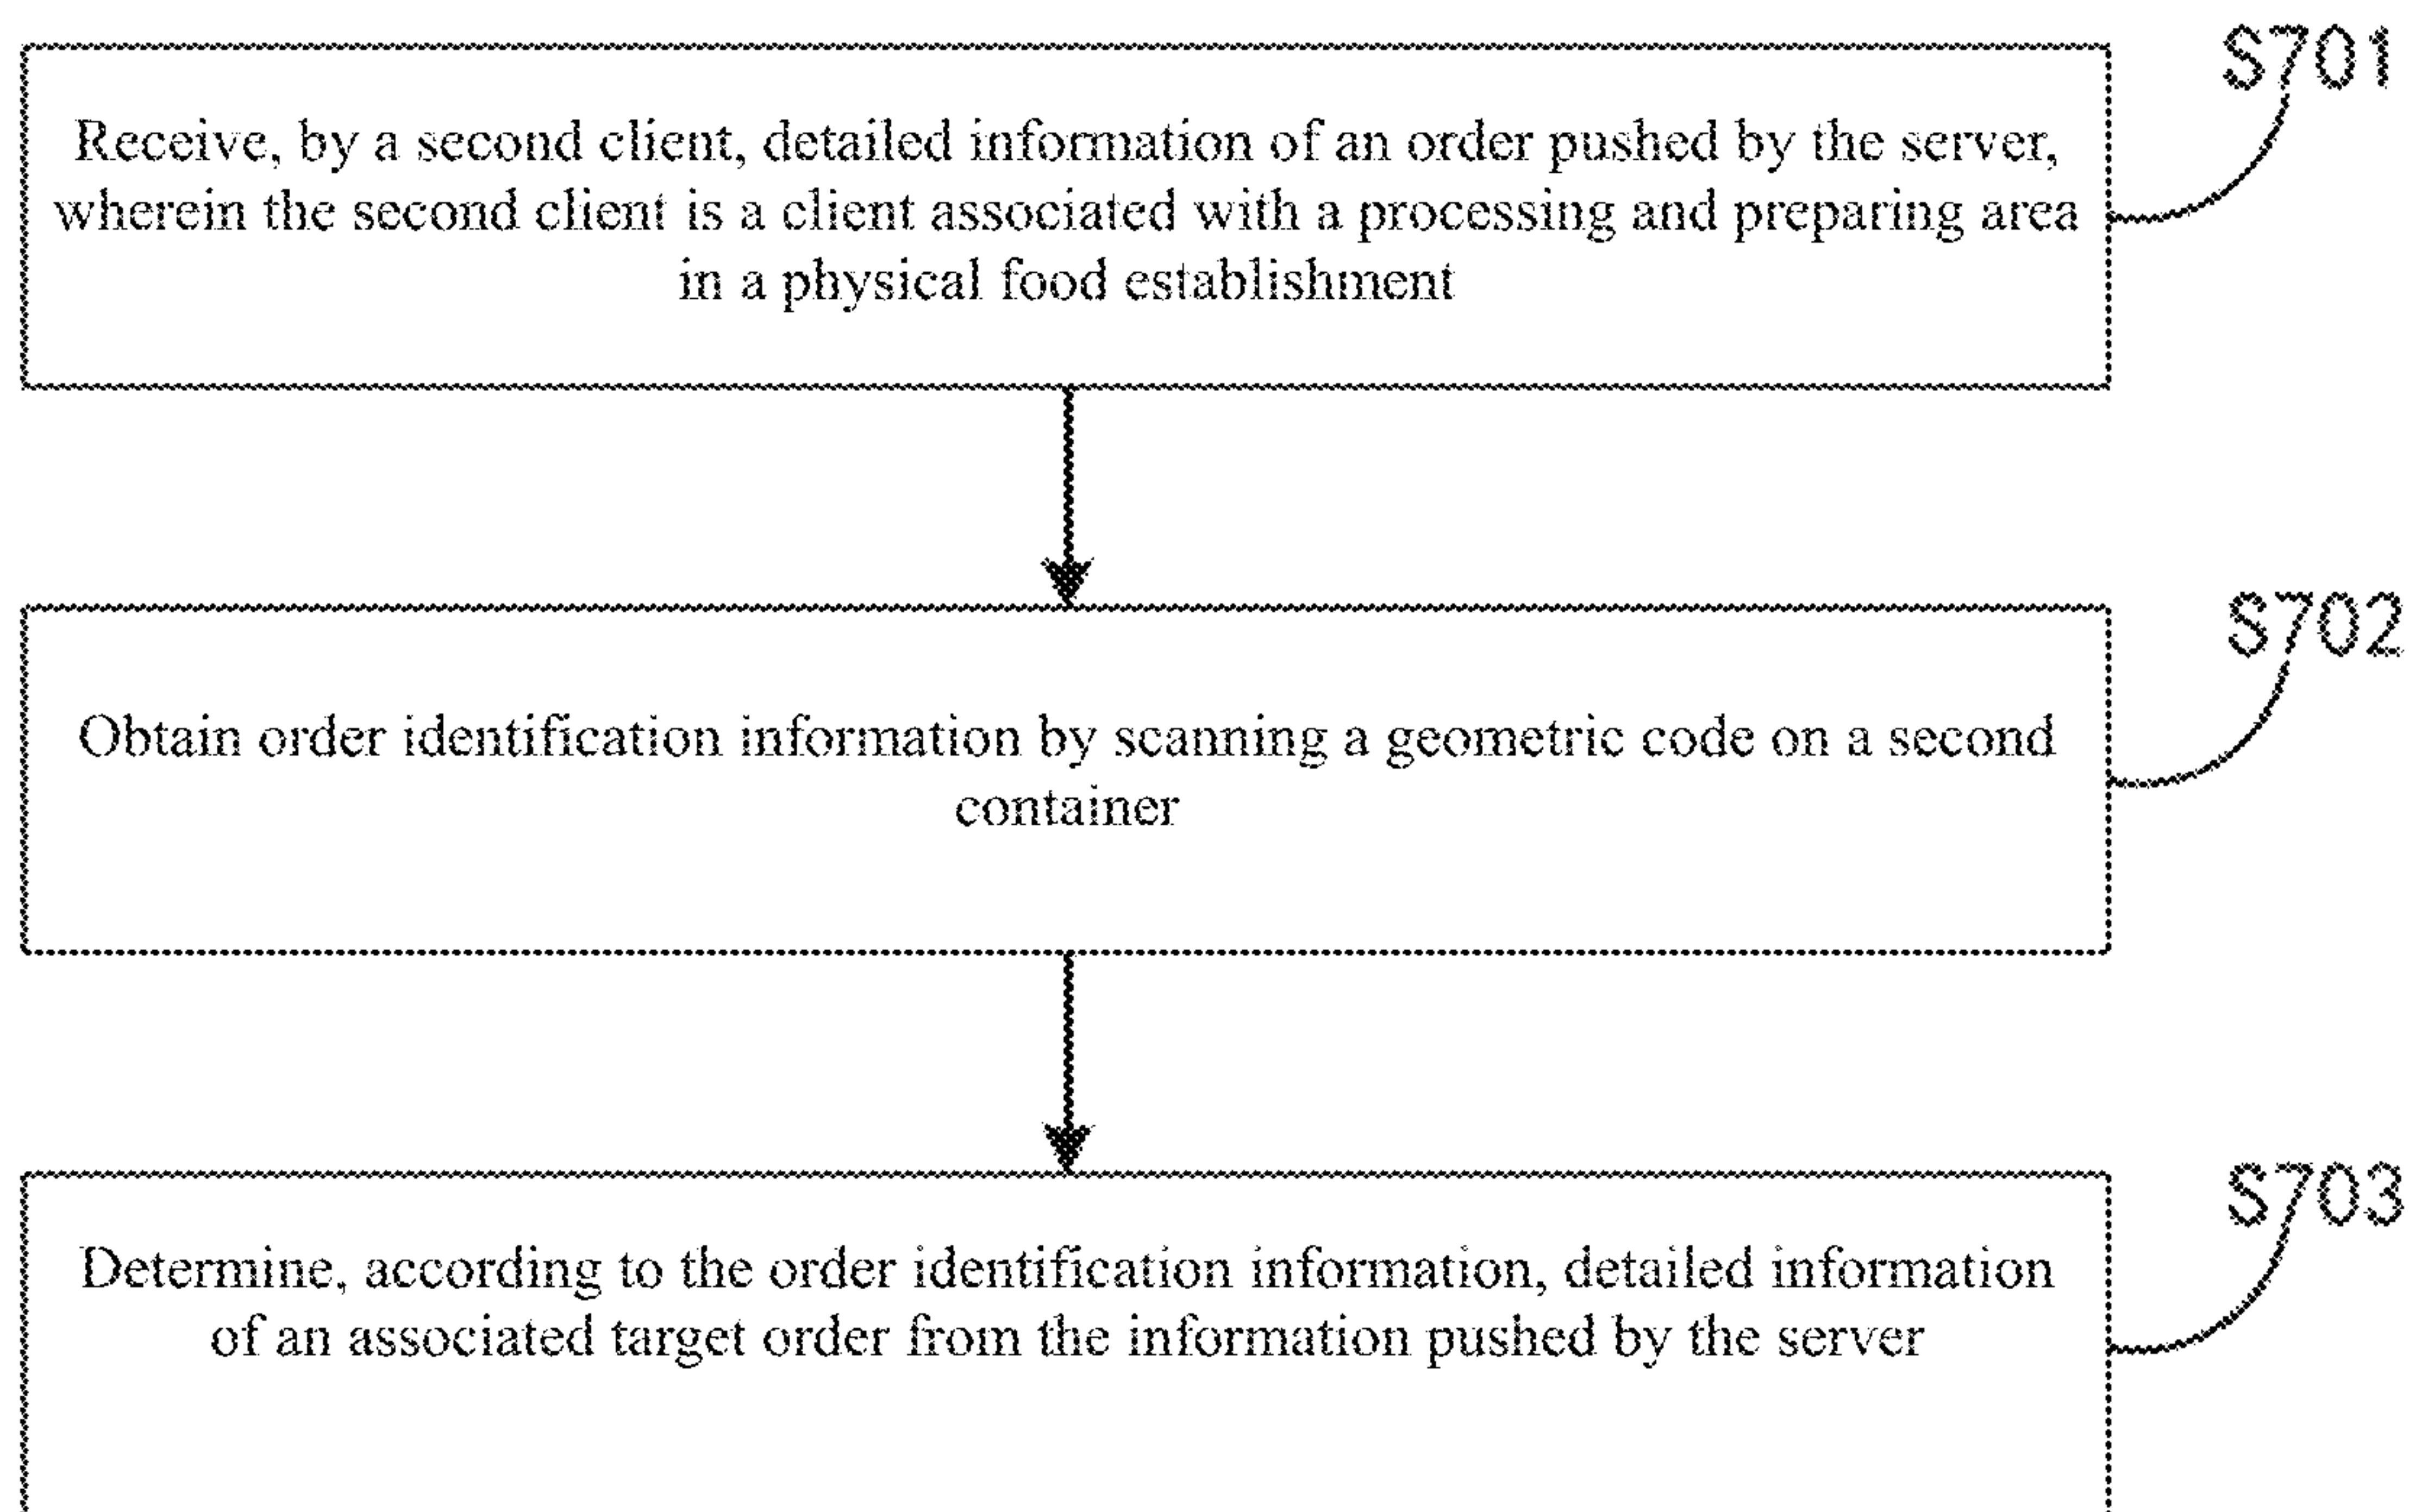 S701
Receive, by a second client, detailed information of an order pushed by the server,
wherein the second client is a client associated with a processing and preparing area
in a physical food establishment
S702
Obtain order identification information by scanning a geometric code on a second
container
S703
Determine, according to the order identification information, detailed information
of an associated target order from the information pushed by the server